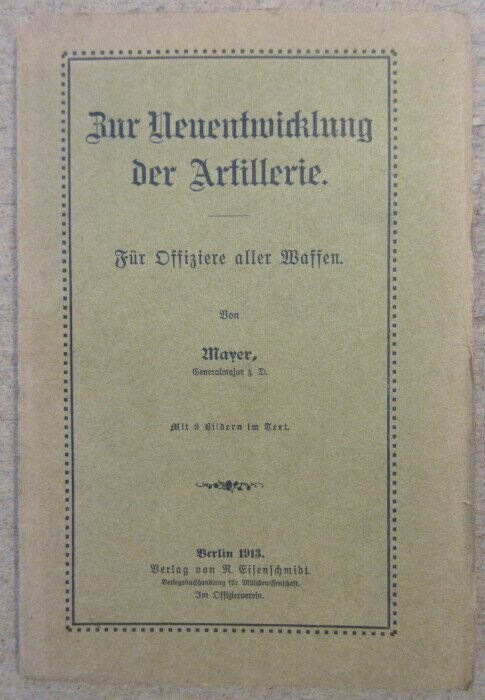 Zur Neuentwicklung
der Artillerie.
Für Offiziere aller Waffen.
Von
Mayer,
Generalmajor z. D.
Mit 9 Bildern im Text.
Berlin 1913.
Verlag von R. Eisenschmidt.
Verlagsbuchhandlung für Militärwissenschaft.
Im Offizierverein.